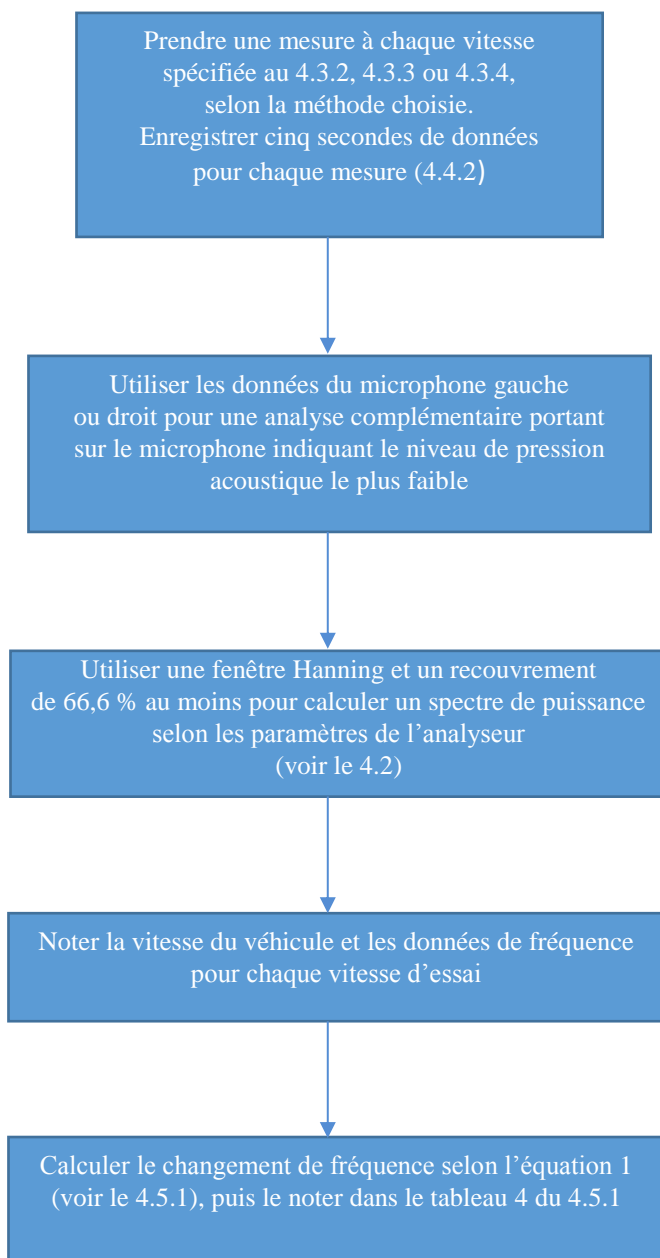 Prendre une mesure à chaque vitesse
spécifiée au 4.3.2, 4.3.3 ou 4.3.4,
selon la méthode choisie.
Enregistrer cinq secondes de données
pour chaque mesure (4.4.2)
Utiliser les données du microphone gauche
ou droit pour une analyse complémentaire portant
sur le microphone indiquant le niveau de pression
acoustique le plus faible
Utiliser une fenêtre Hanning et un recouvrement
de 66,6 % au moins pour calculer un spectre de puissance
selon les paramètres de l’analyseur
(voir le 4.2)
Noter la vitesse du véhicule et les données de fréquence
pour chaque vitesse d’essai
Calculer le changement de fréquence selon l’équation 1
(voir le 4.5.1), puis le noter dans le tableau 4 du 4.5.1